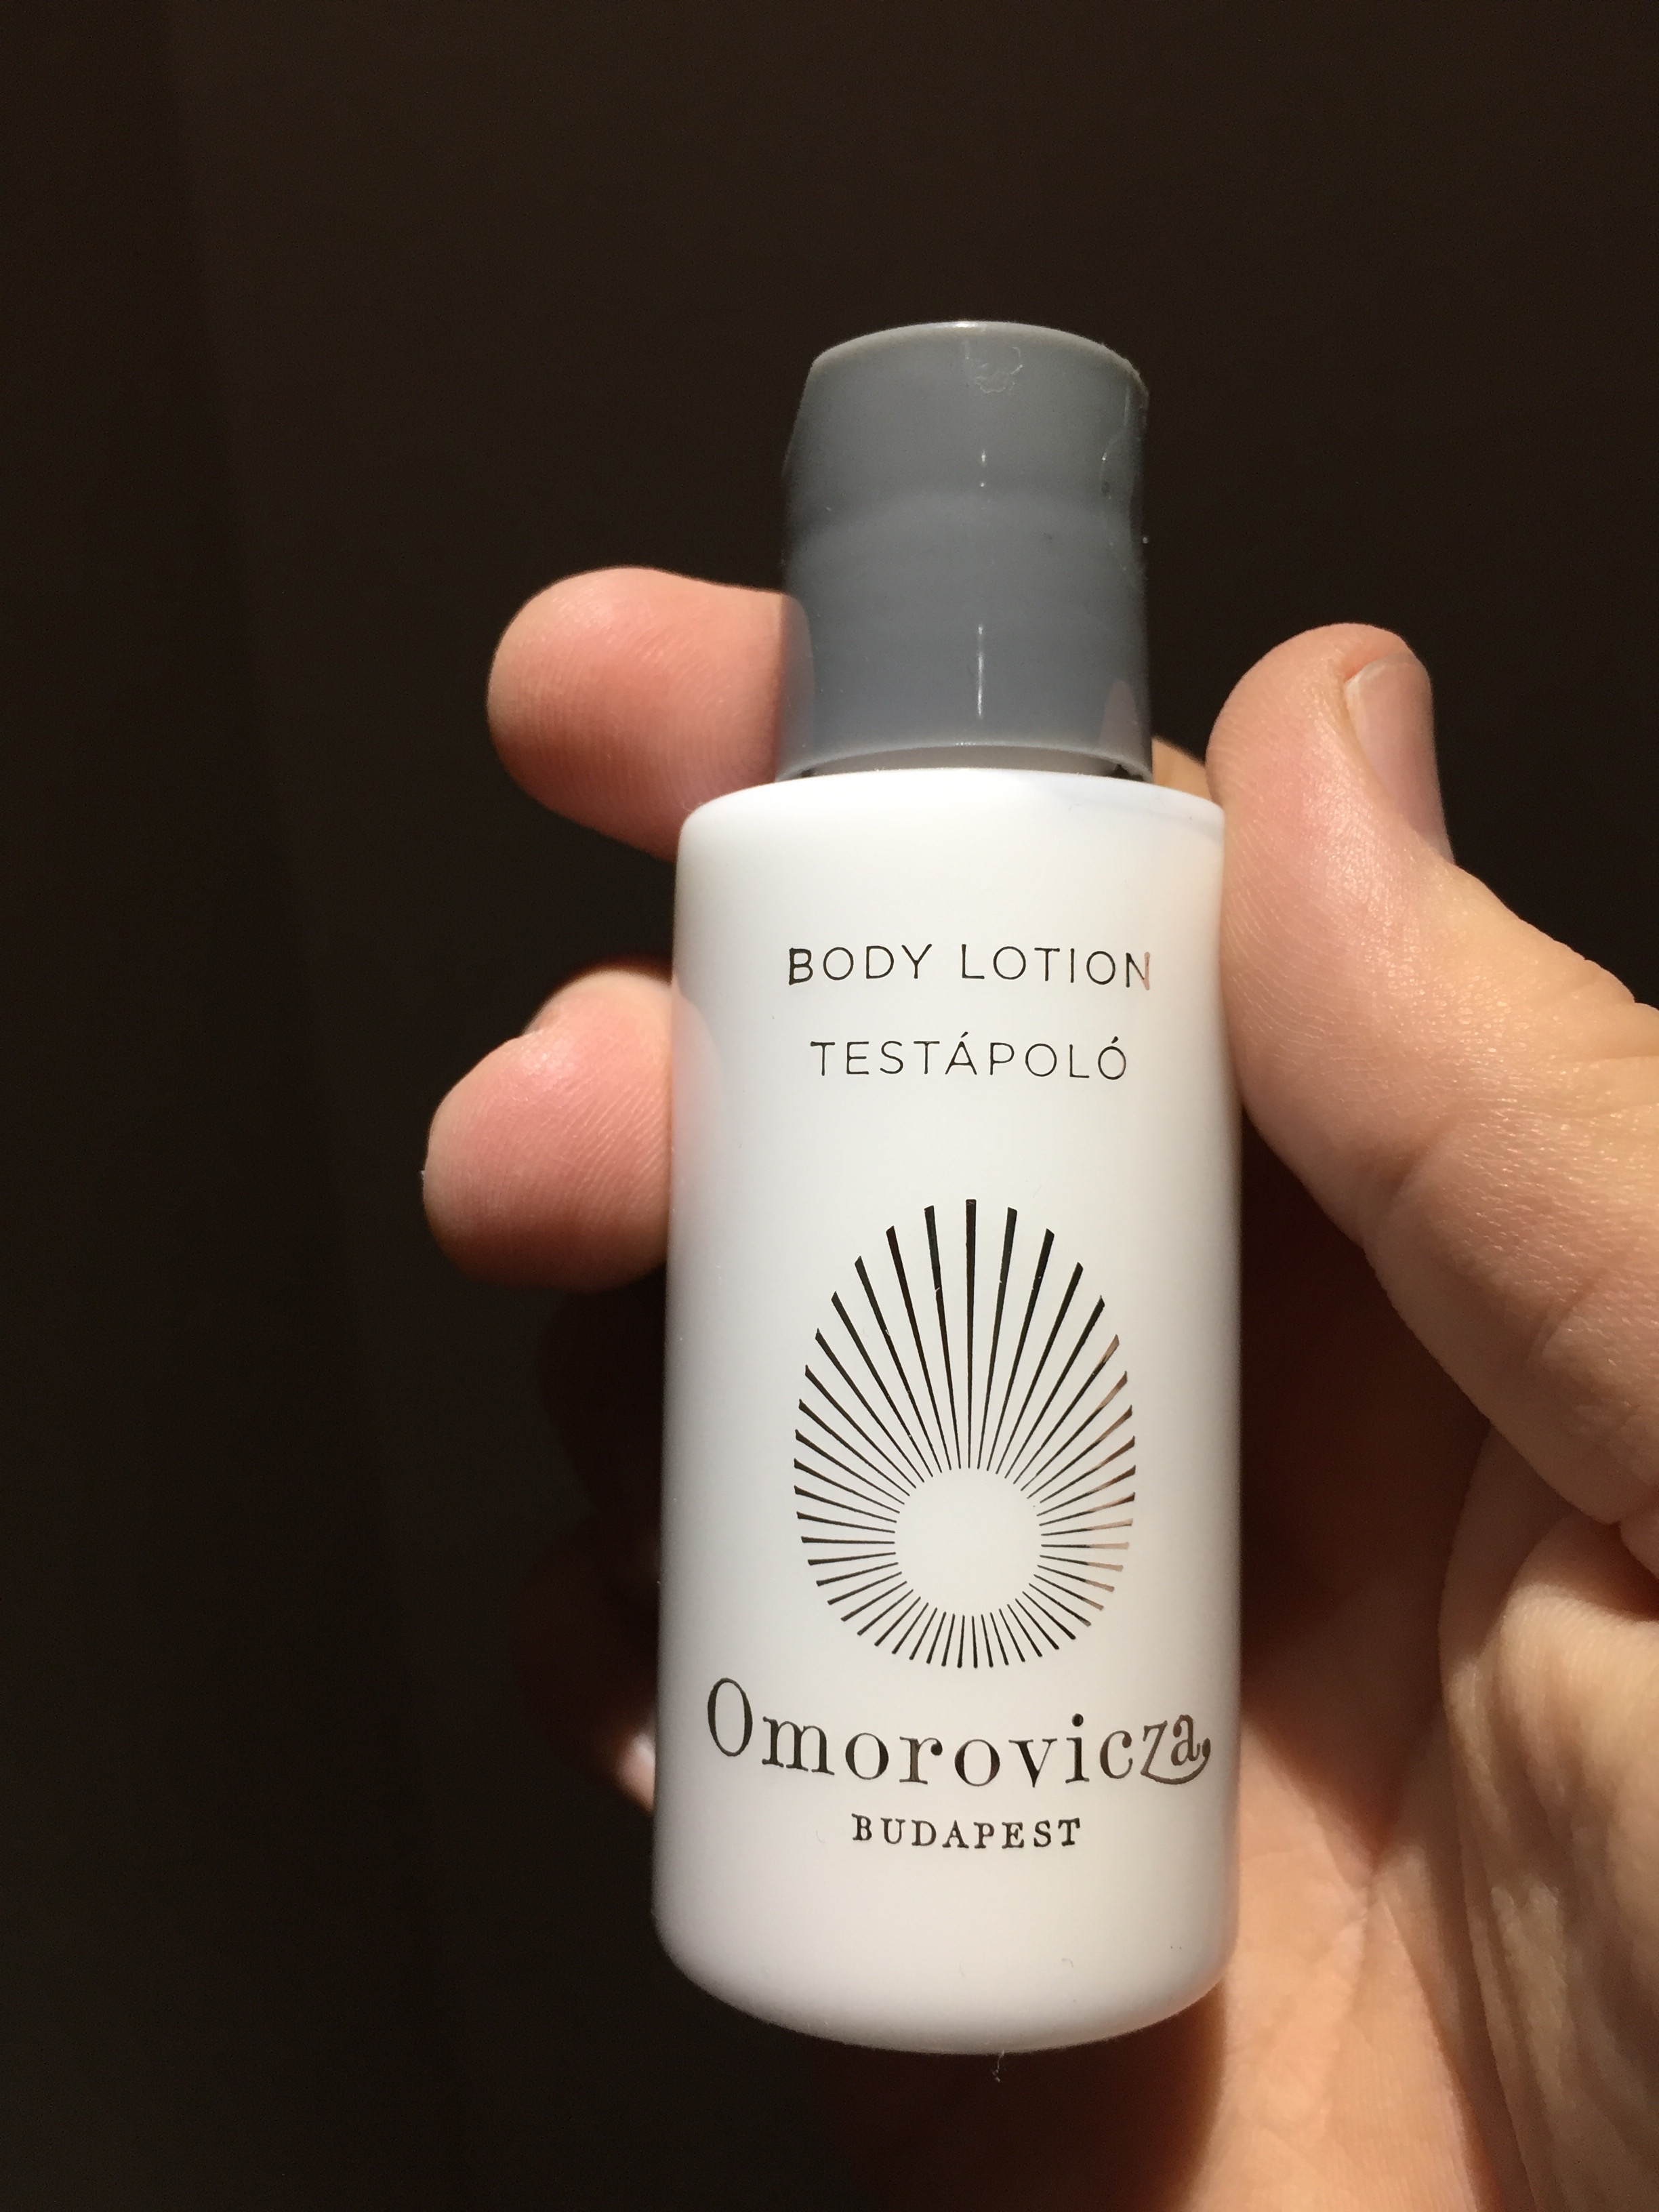 BODY LOTION
TESTÁPOLÓ
Omorovicza
BUDAPEST